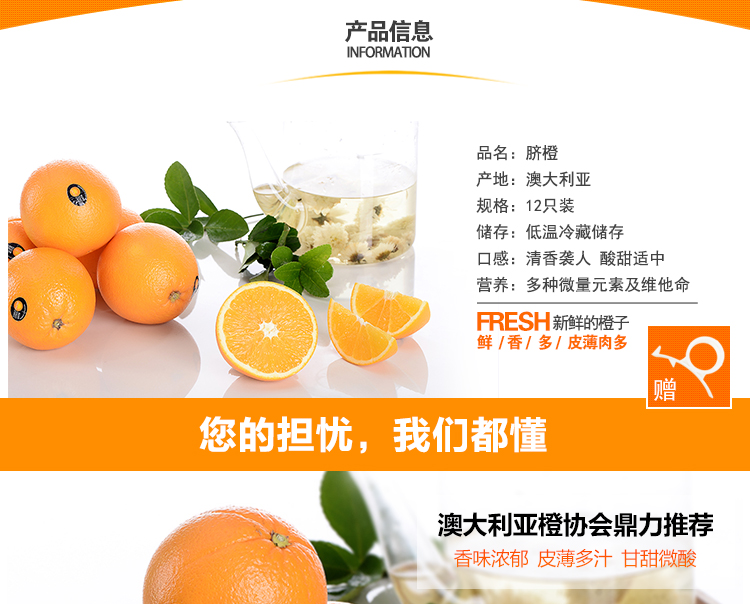 产品信息
INFORMATION
品名：脐橙
产地：澳大利亚
规格：12只装
储存：低温冷藏储存
口感：清香袭人 酸甜适中
营养：多种微量元素及维他命
FRESH 新鲜的橙子
鲜 / 香 / 多 / 皮薄肉多
赠
您的担忧，我们都懂
澳大利亚橙协会鼎力推荐
香味浓郁 皮薄多汁 甘甜微酸